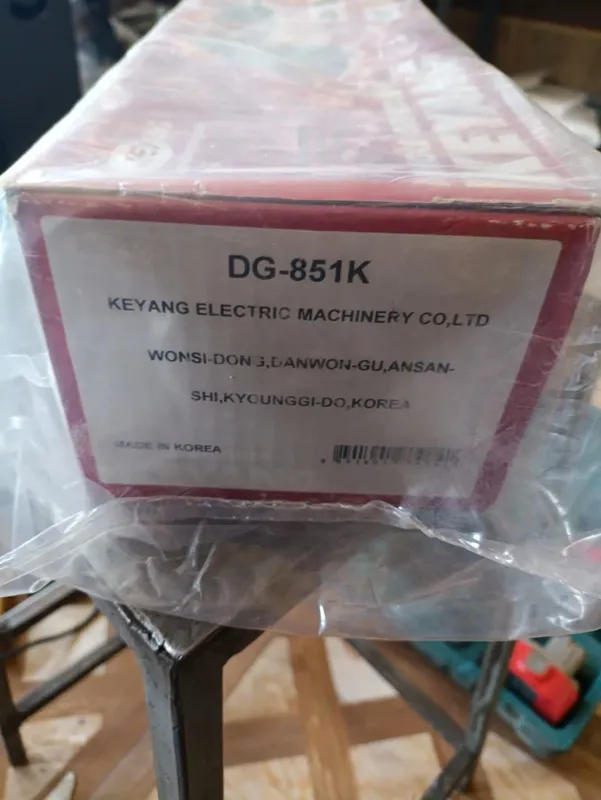 DG-851K
KEYANG ELECTRIC MACHINERY CO,LTD
WONSI-DONG,DANWON-GU,ANSAN-
SHI,KYOUNGGI-DO,KOREA
MADE IN KOREA